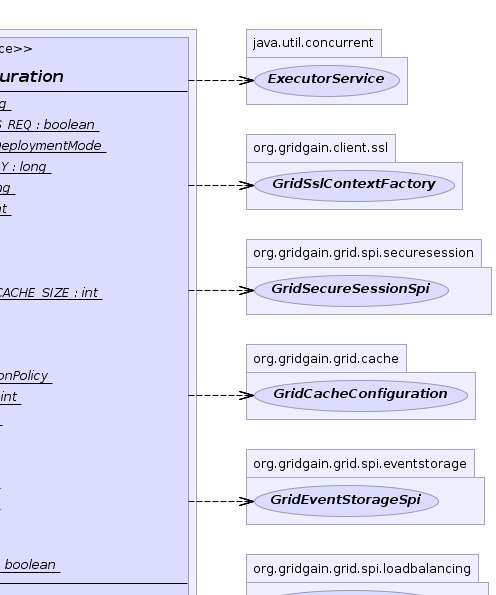 ce>>
uration
g
S_REQ : boolean
DeploymentMode
Y : long
ng
nt
CACHE_SIZE : int
onPolicy
int
boolean
java.util.concurrent
ExecutorService
org.gridgain.client.ssl
GridSslContextFactory
org.gridgain.grid.spi.securesession
GridSecureSessionSpi
org.gridgain.grid.cache
GridCacheConfiguration
org.gridgain.grid.spi.eventstorage
GridEventStorageSpi
org.gridgain.grid.spi.loadbalancing